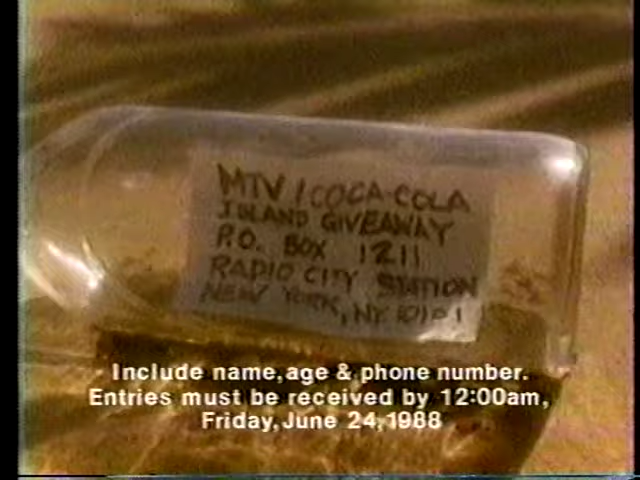 MTV / COCA-COLA
ISLAND GIVEAWAY
P.O. BOX 1211
RADIO CITY STATION
NEW YORK, NY 10101
Include name, age & phone number.
Entries must be received by 12:00am,
Friday, June 24, 1988